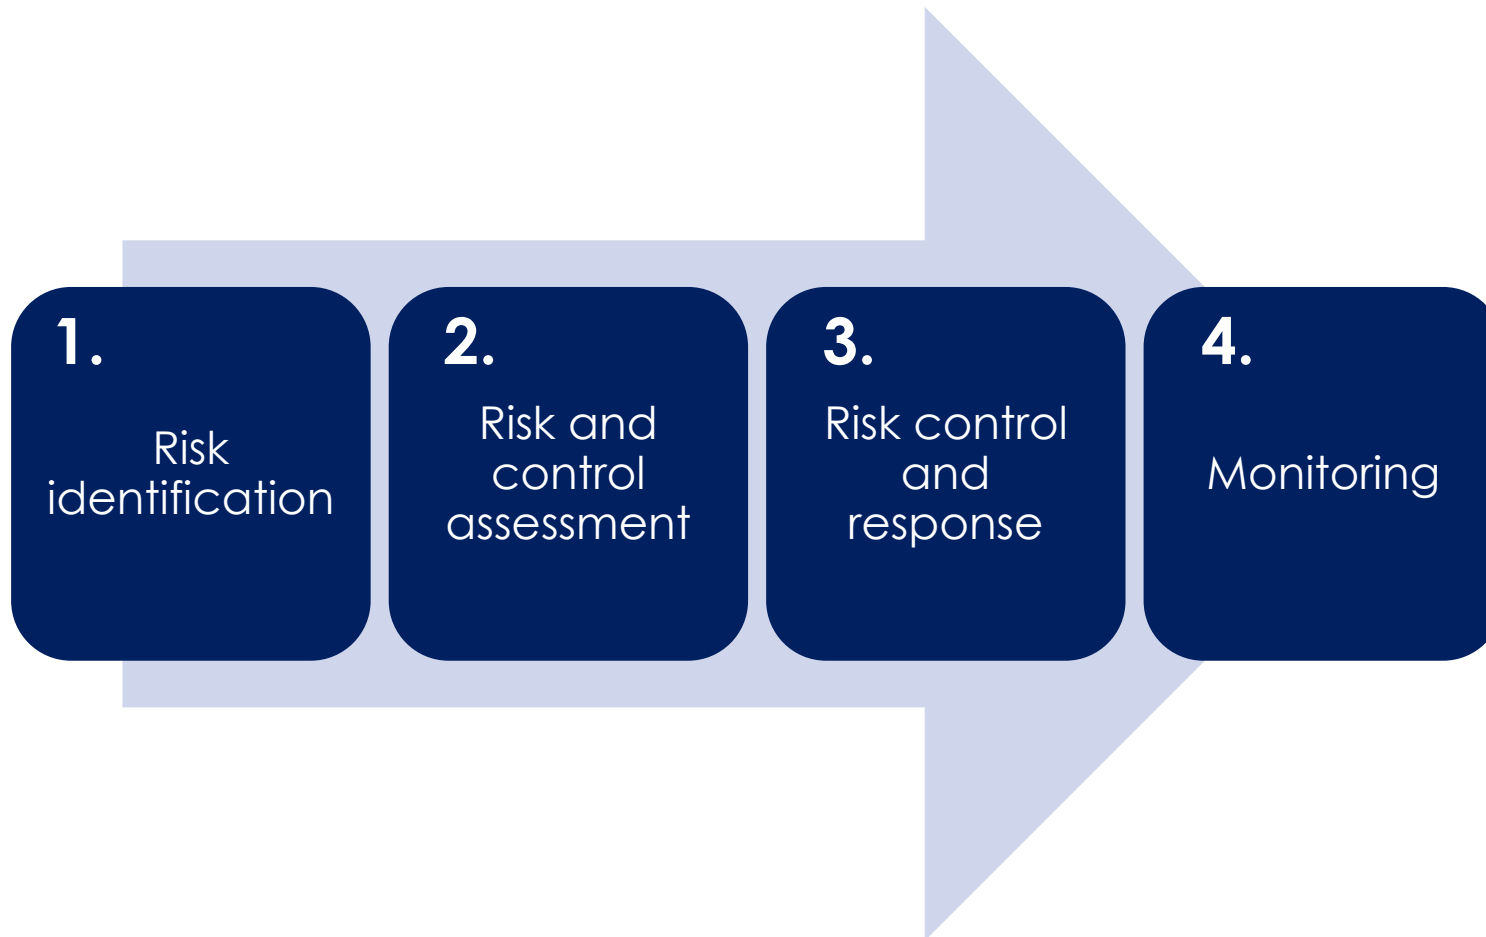 1.
Risk
identification
2.
Risk and
control
assessment
3.
Risk control
and
response
4.
Monitoring